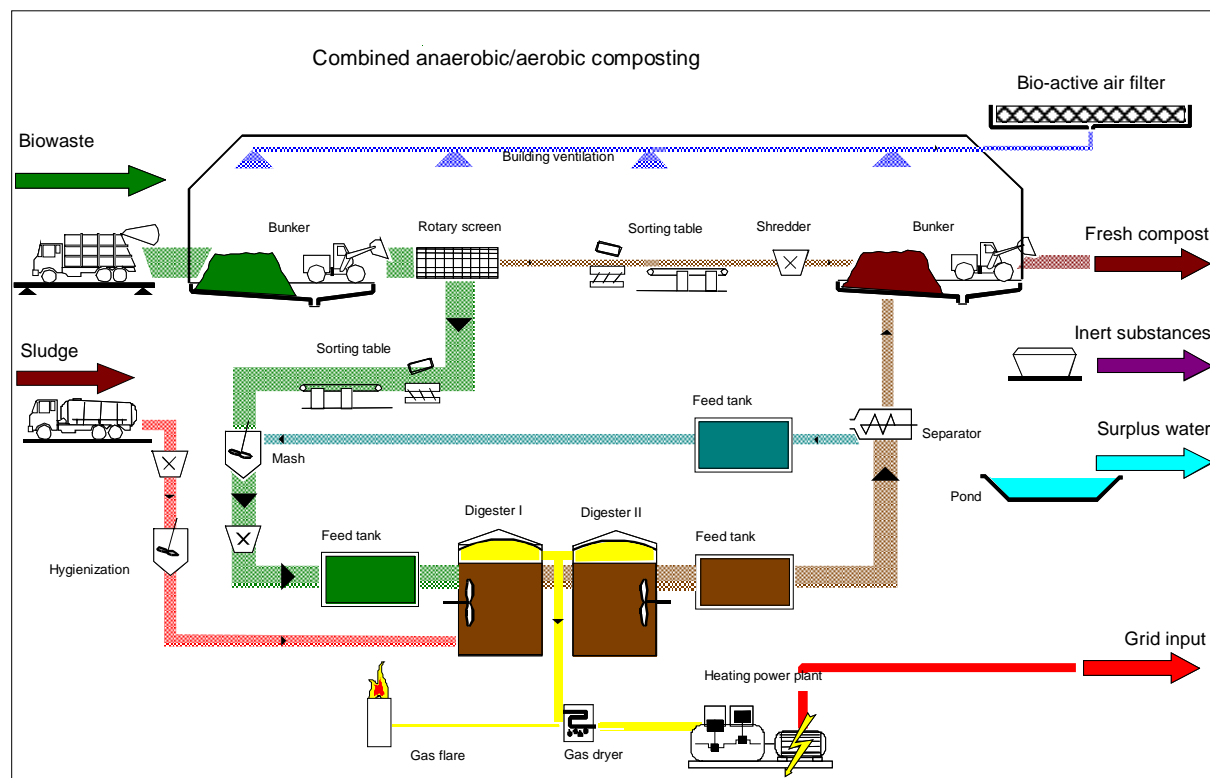 Combined anaerobic/aerobic composting
Bio-active air filter
Biowaste
Building ventilation
Bunker
Rotary screen
Sorting table
Shredder
Bunker
Fresh compost
Inert substances
Sludge
Sorting table
Feed tank
Separator
Surplus water
Mash
Pond
Digester I
Digester II
Feed tank
Feed tank
Hygienization
Grid input
Heating power plant
Gas flare
Gas dryer